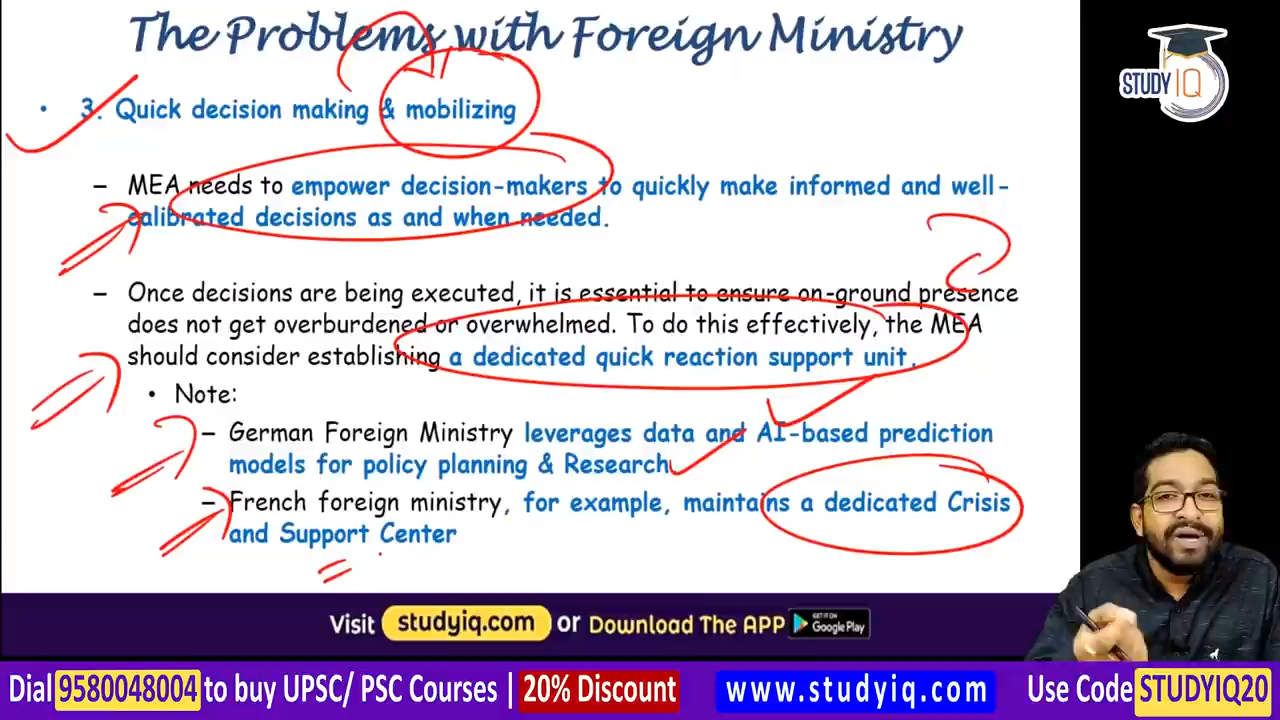 The Problems with Foreign Ministry
STUDY IQ
• 3. Quick decision making & mobilizing
– MEA needs to empower decision-makers to quickly make informed and well-
calibrated decisions as and when needed.
– Once decisions are being executed, it is essential to ensure on-ground presence
does not get overburdened or overwhelmed. To do this effectively, the MEA
should consider establishing a dedicated quick reaction support unit.
• Note:
– German Foreign Ministry leverages data and AI-based prediction
models for policy planning & Research
– French foreign ministry, for example, maintains a dedicated Crisis
and Support Center
Visit studyiq.com or Download The APP GET IT ON Google Play
Dial 9580048004 to buy UPSC/ PSC Courses | 20% Discount www.studyiq.com Use Code STUDYIQ20